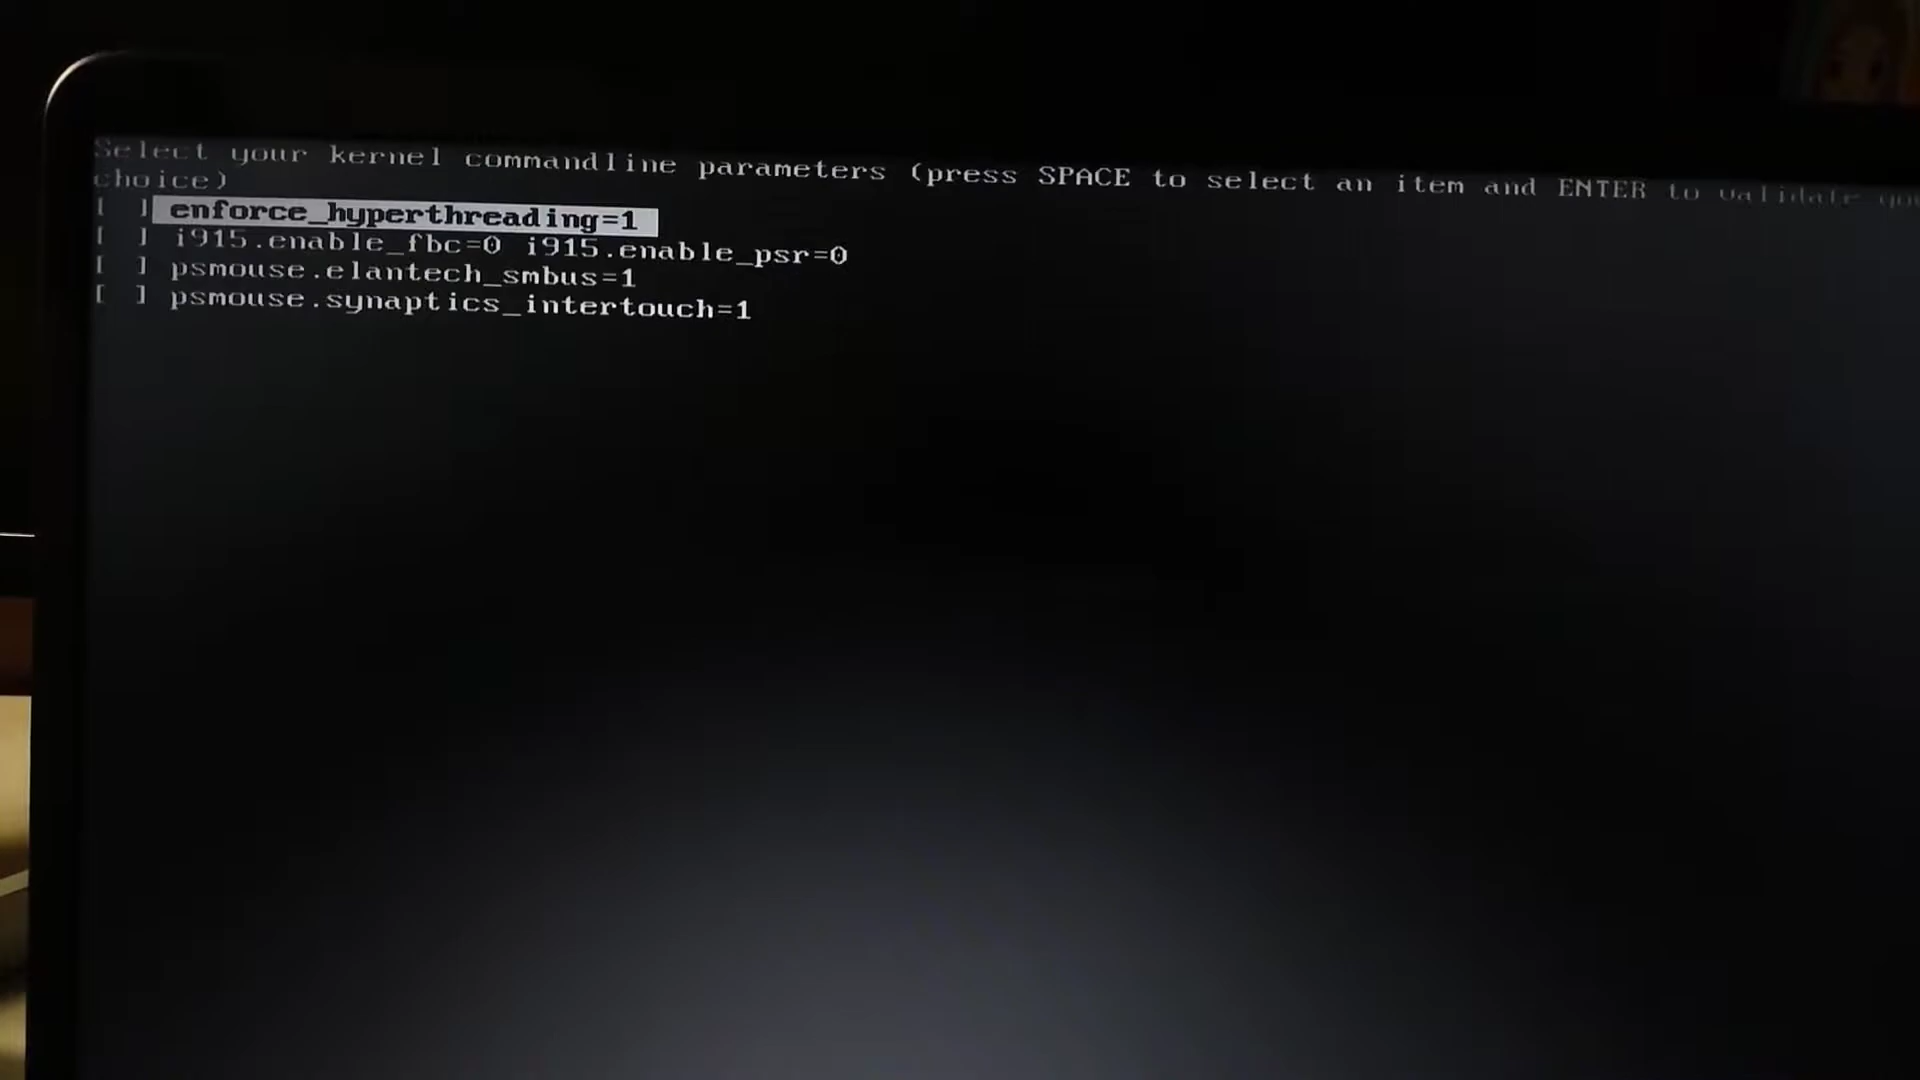 Select your kernel commandline parameters (press SPACE to select an item and ENTER to validate
choice)
[ ] enforce_hyperthreading=1
[ ] i915.enable_fbc=0 i915.enable_psr=0
[ ] psmouse.elantech_smbus=1
[ ] psmouse.synaptics_intertouch=1